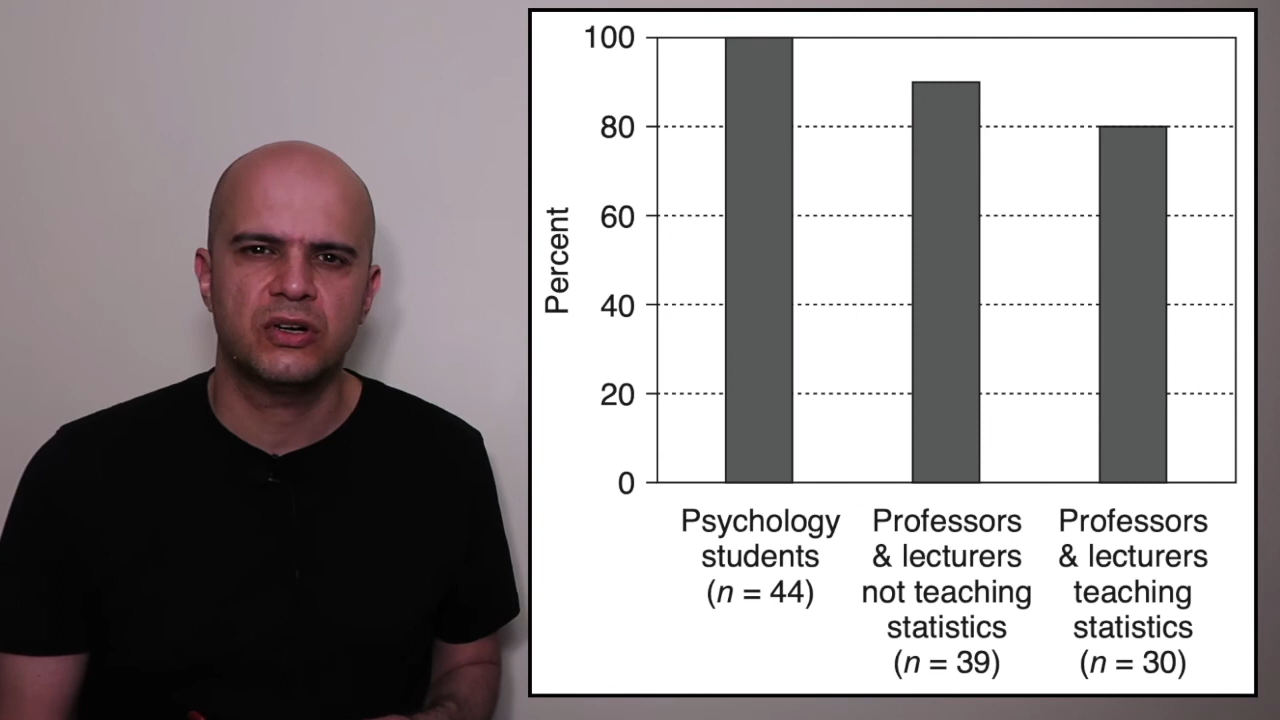 100
80
60
40
20
0
Percent
Psychology
students
(n = 44)
Professors
& lecturers
not teaching
statistics
(n = 39)
Professors
& lecturers
teaching
statistics
(n = 30)